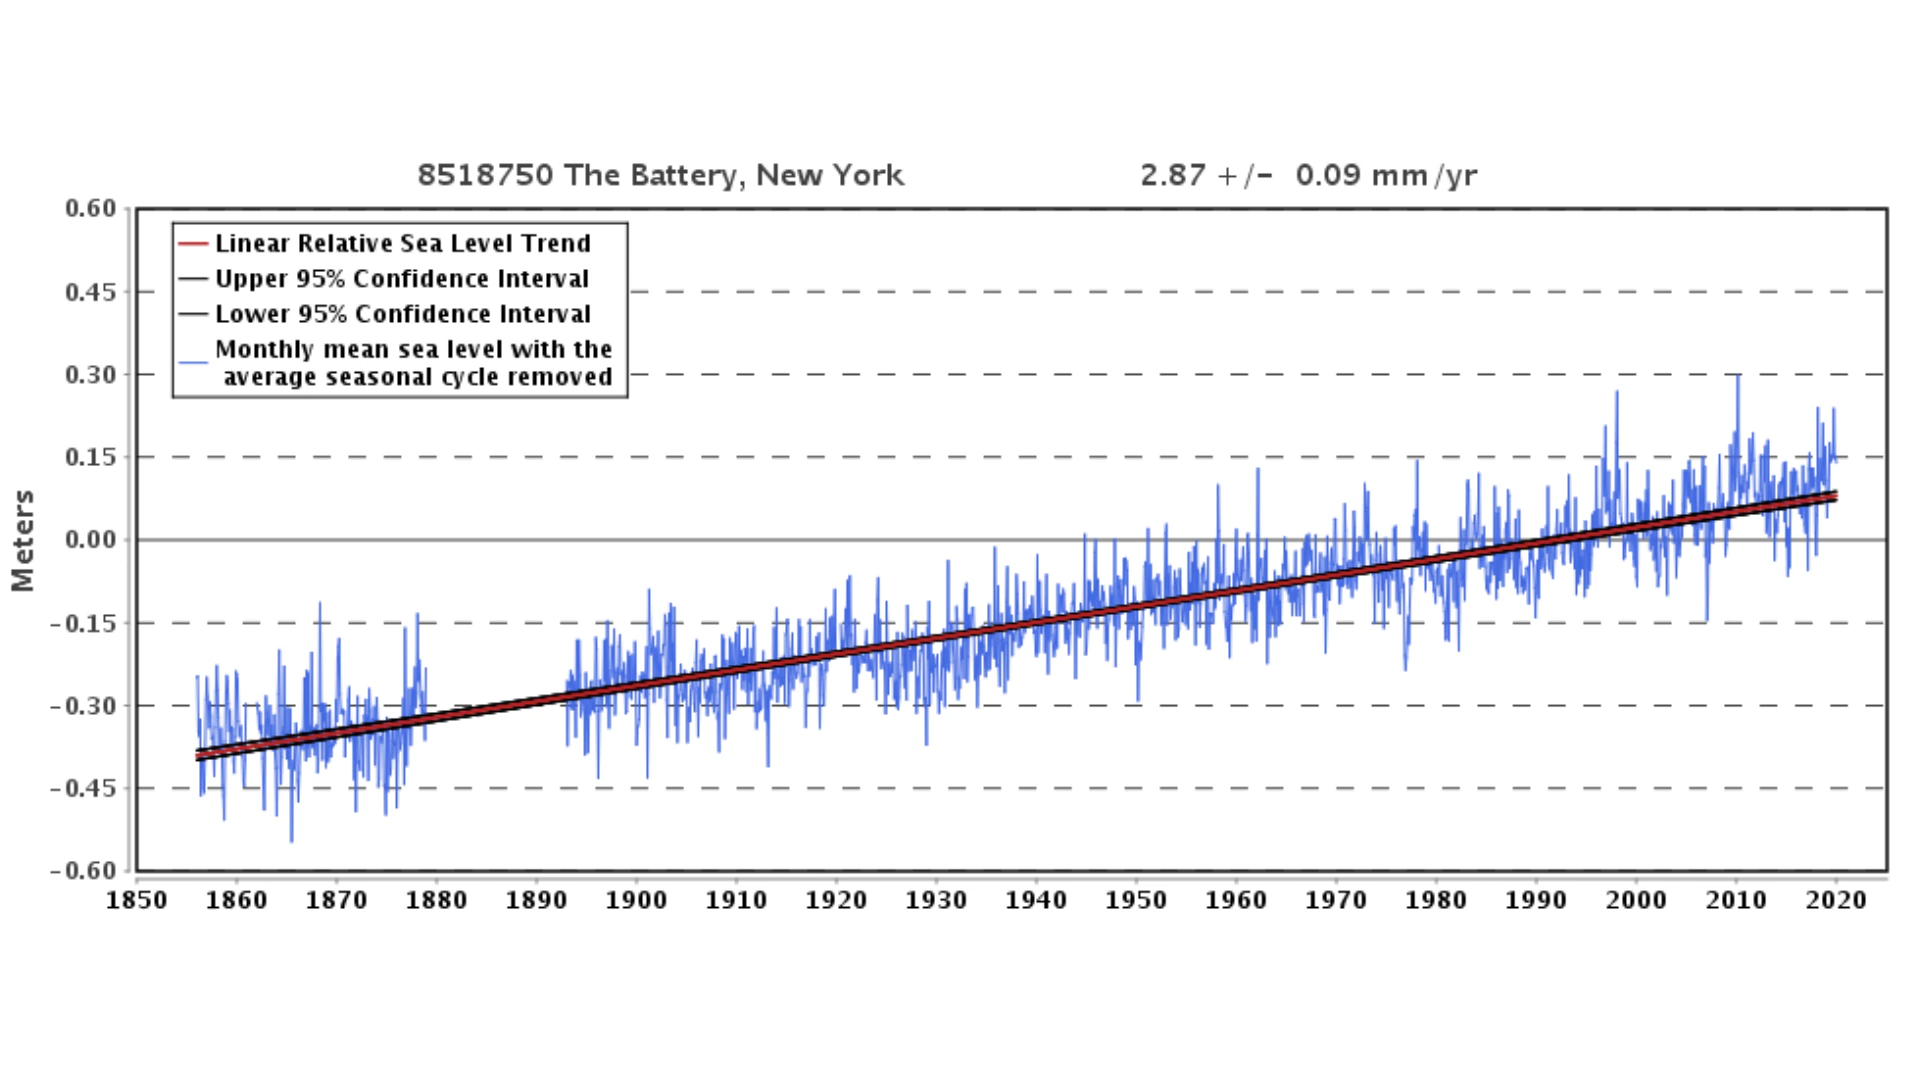 8518750 The Battery, New York 2.87 +/- 0.09 mm/yr
0.60
Linear Relative Sea Level Trend
Upper 95% Confidence Interval
0.45
Lower 95% Confidence Interval
Monthly mean sea level with the
average seasonal cycle removed
0.30
0.15
0.00
Meters
-0.15
-0.30
-0.45
-0.60
1850 1860 1870 1880 1890 1900 1910 1920 1930 1940 1950 1960 1970 1980 1990 2000 2010 2020